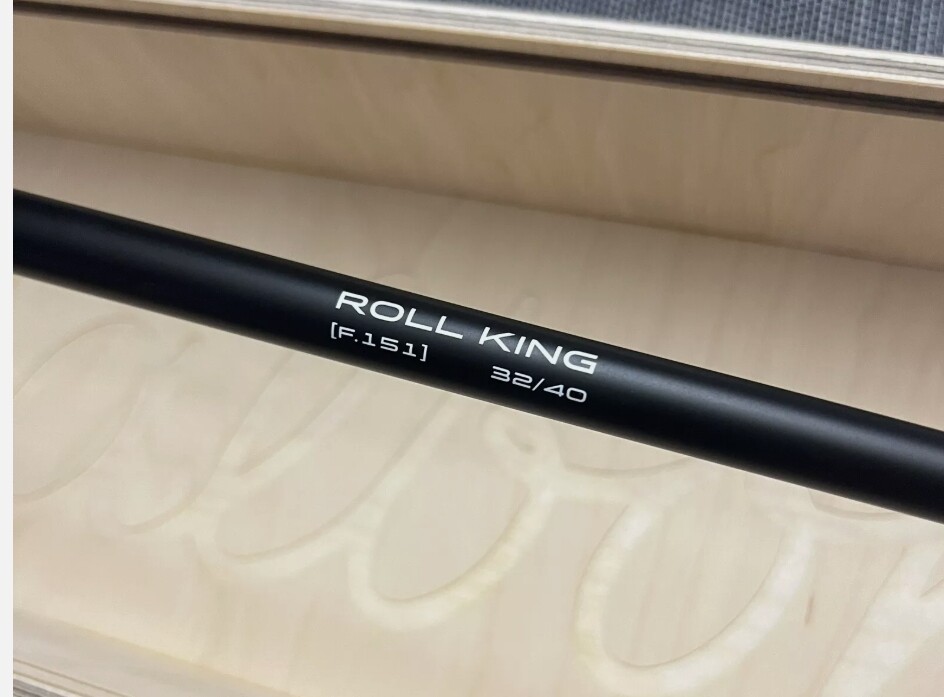 ROLL KING
[F.151]
32/40